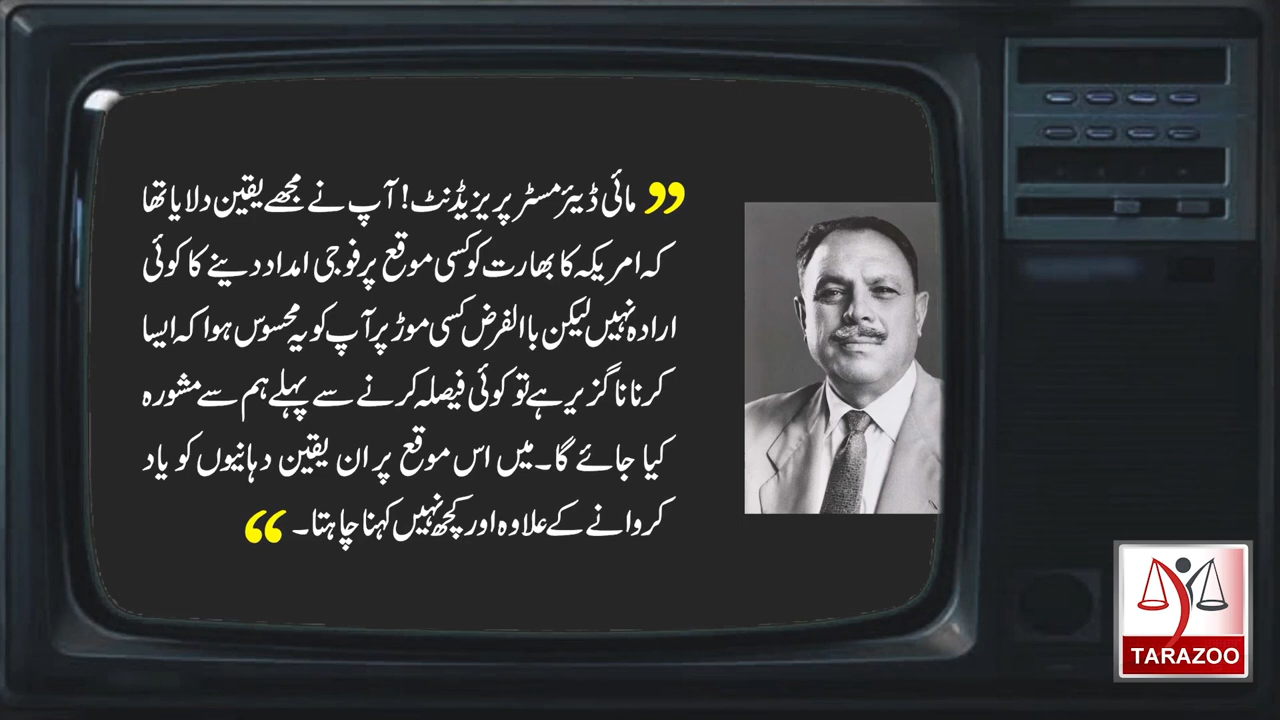 ”مائی ڈیئر مسٹر پریزیڈنٹ! آپ نے مجھے یقین دلایا تھا
کہ امریکہ کا بھارت کو کسی موقع پر فوجی امداد دینے کا کوئی
ارادہ نہیں لیکن باالفرض کسی موڑ پر آپ کو یہ محسوس ہوا کہ ایسا
کرنا ناگزیر ہے تو کوئی فیصلہ کرنے سے پہلے ہم سے مشورہ
کیا جائے گا۔ میں اس موقع پر ان یقین دہانیوں کو یاد
کروانے کے علاوہ اور کچھ نہیں کہنا چاہتا۔“
TARAZOO